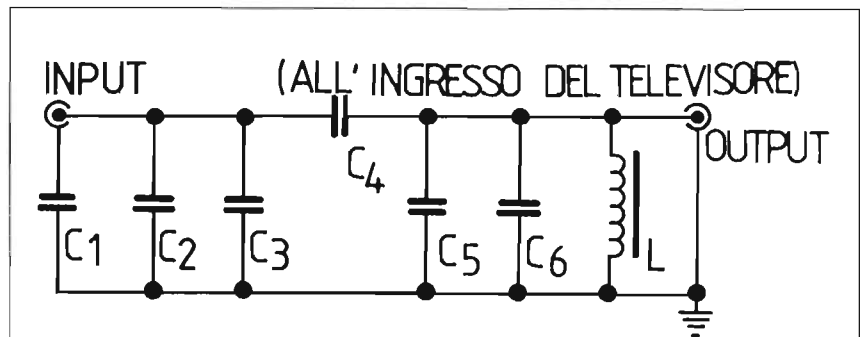 INPUT
(ALL' INGRESSO DEL TELEVISORE)
OUTPUT
C1
C2
C3
C4
C5
C6
L